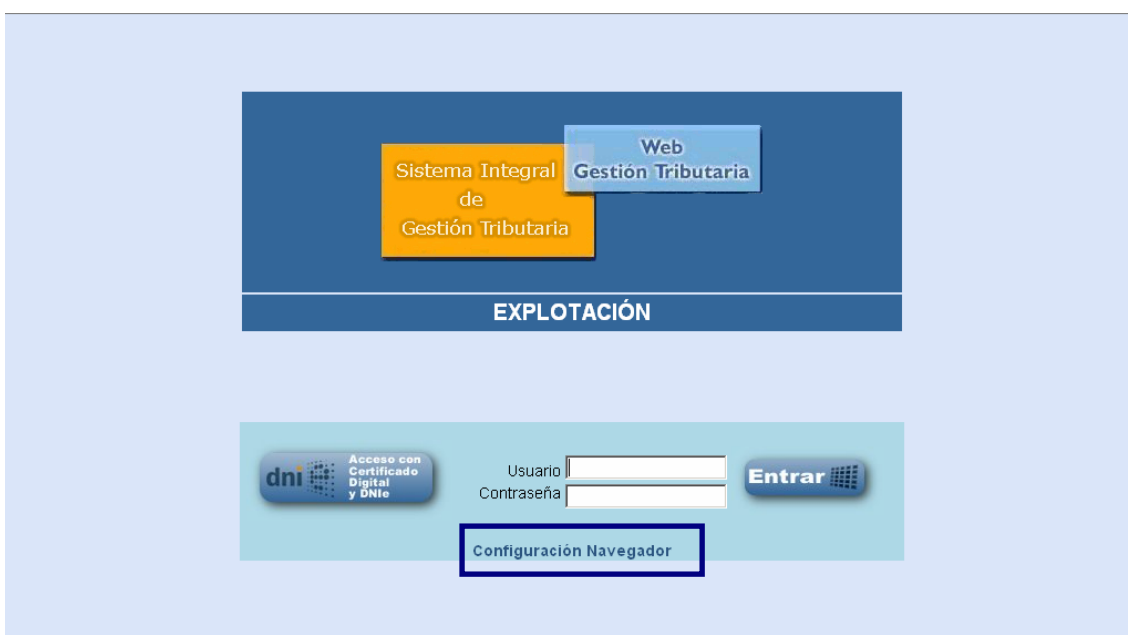 Web
Gestión Tributaria
Sistema Integral
de
Gestión Tributaria
EXPLOTACIÓN
dni
Acceso con
Certificado
Digital
y DNIe
Usuario
Contraseña
Entrar
Configuración Navegador